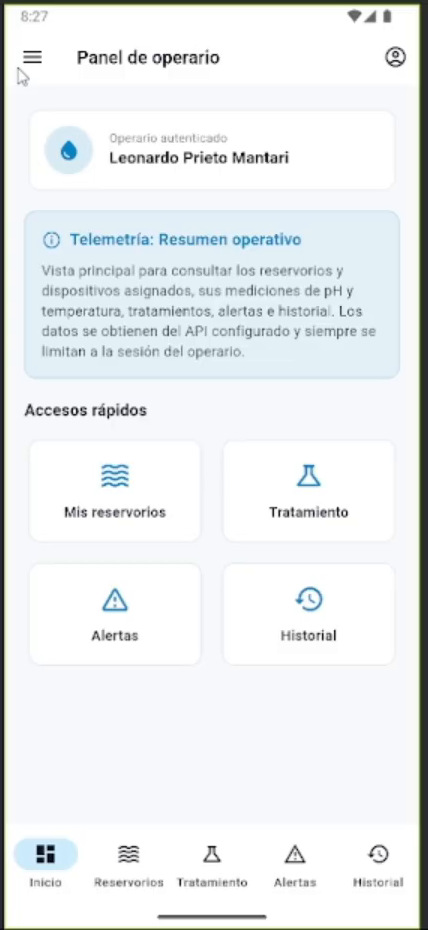 8:27
Panel de operario
Operario autenticado
Leonardo Prieto Mantari
Telemetría: Resumen operativo
Vista principal para consultar los reservorios y
dispositivos asignados, sus mediciones de pH y
temperatura, tratamientos, alertas e historial. Los
datos se obtienen del API configurado y siempre se
limitan a la sesión del operario.
Accesos rápidos
Mis reservorios
Tratamiento
Alertas
Historial
Inicio
Reservorios
Tratamiento
Alertas
Historial